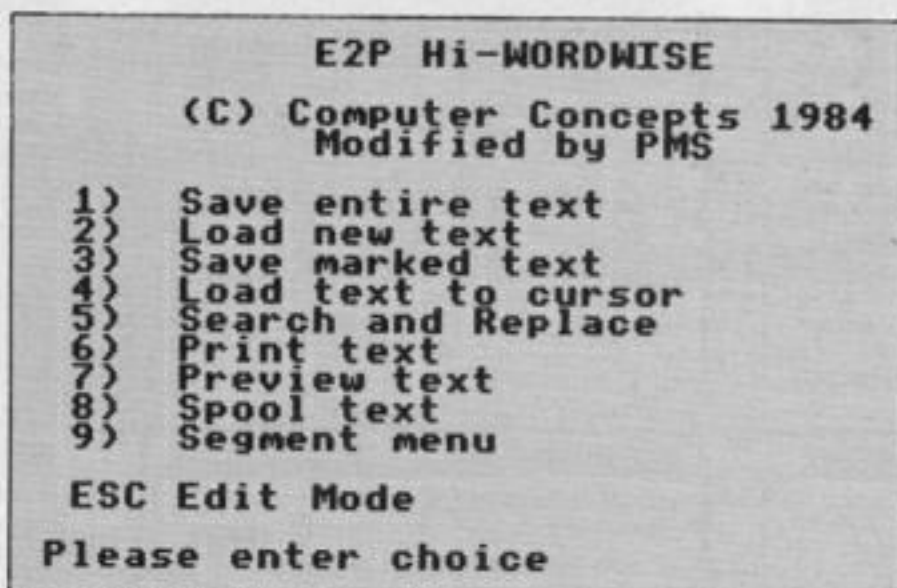 E2P Hi-WORDWISE
(C) Computer Concepts 1984
Modified by PMS
1) Save entire text
2) Load new text
3) Save marked text
4) Load text to cursor
5) Search and Replace
6) Print text
7) Preview text
8) Spool text
9) Segment menu
ESC Edit Mode
Please enter choice